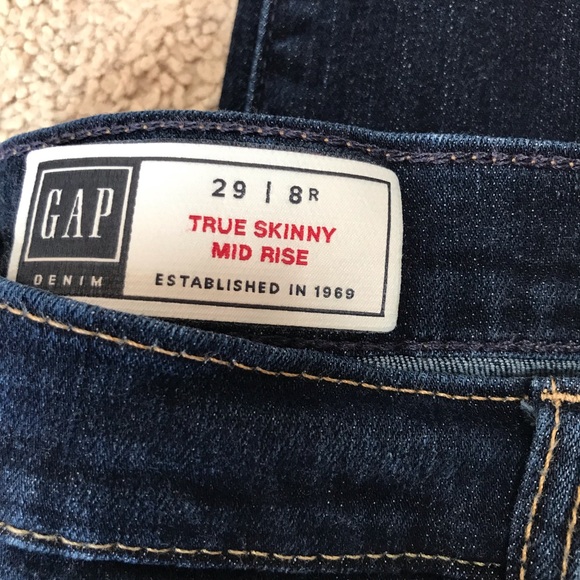 GAP
DENIM
29 | 8R
TRUE SKINNY
MID RISE
ESTABLISHED IN 1969